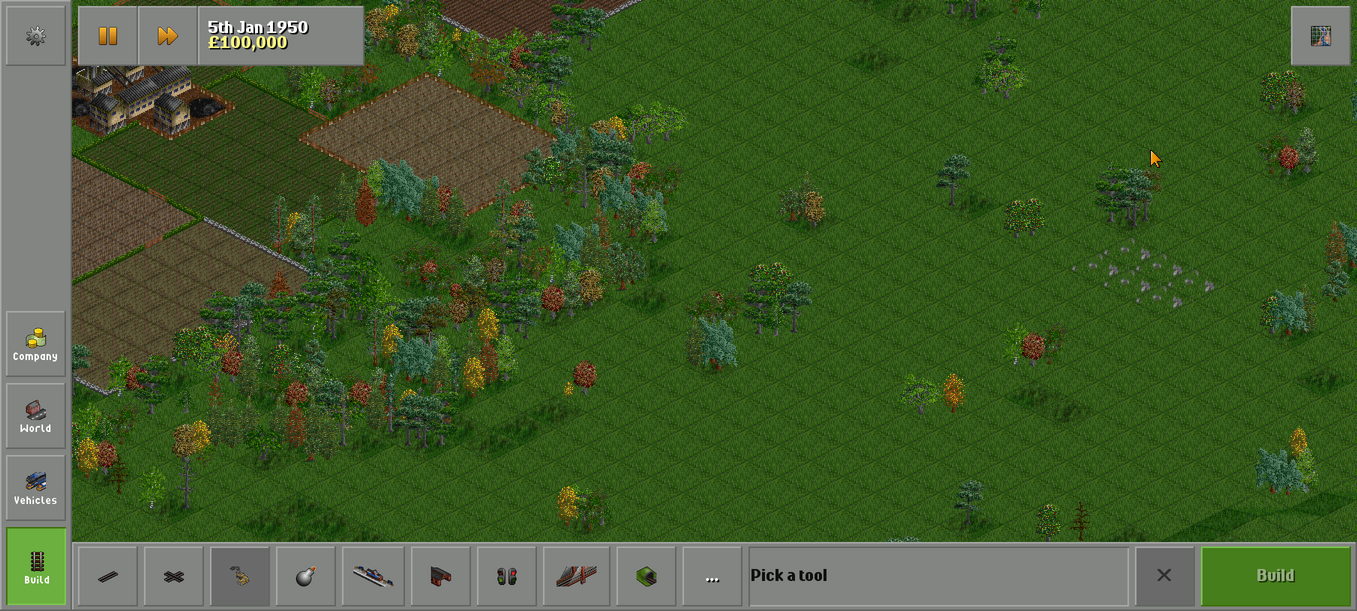 5th Jan 1950
£100,000
Company
World
Vehicles
Build
...
Pick a tool
Build